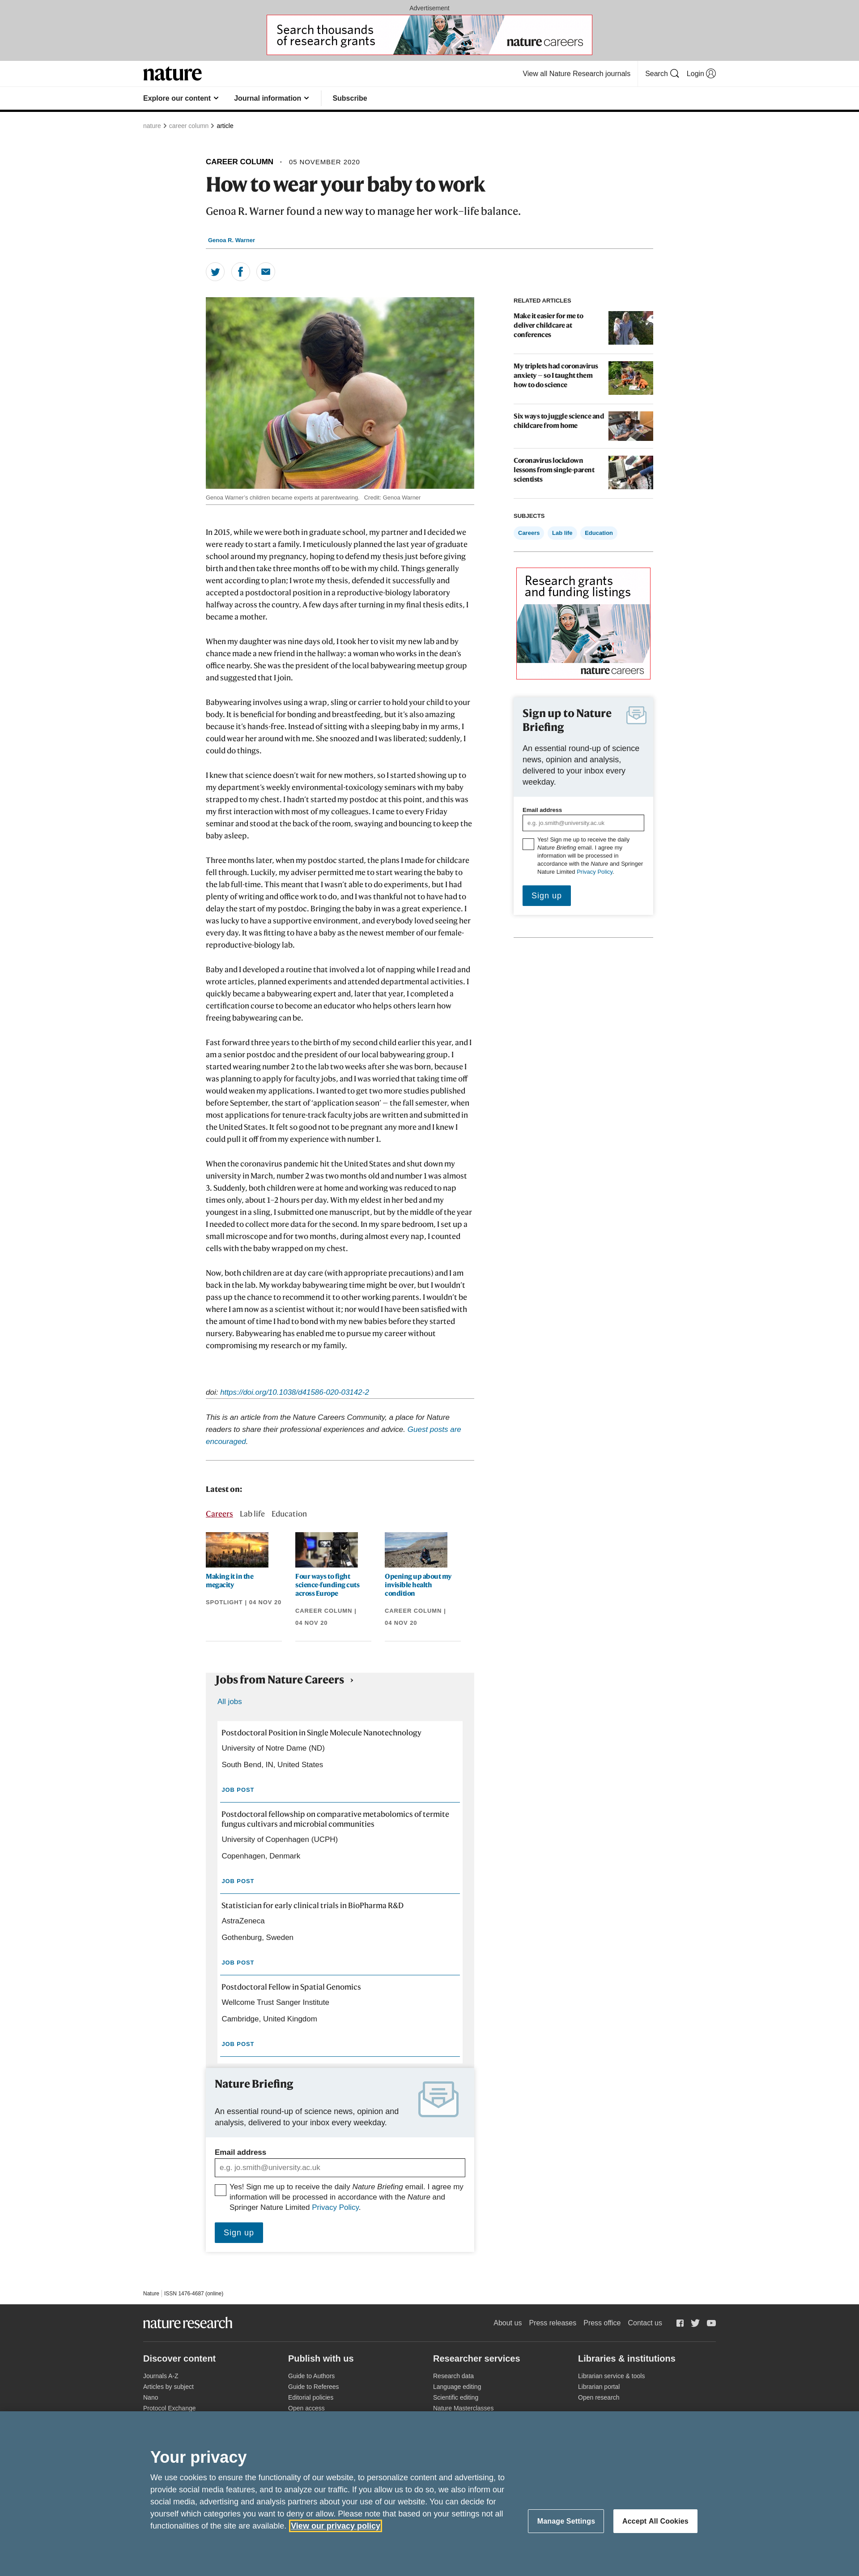 Advertisement
Search thousands
of research grants
nature careers
nature
View all Nature Research journals
Search
Login
Explore our content
Journal information
Subscribe
nature
career column
article
CAREER COLUMN · 05 NOVEMBER 2020
How to wear your baby to work
Genoa R. Warner found a new way to manage her work–life balance.
Genoa R. Warner
Genoa Warner's children became experts at parentwearing. Credit: Genoa Warner
In 2015, while we were both in graduate school, my partner and I decided we
were ready to start a family. I meticulously planned the last year of graduate
school around my pregnancy, hoping to defend my thesis just before giving
birth and then take three months off to be with my child. Things generally
went according to plan; I wrote my thesis, defended it successfully and
accepted a postdoctoral position in a reproductive-biology laboratory
halfway across the country. A few days after turning in my final thesis edits, I
became a mother.
When my daughter was nine days old, I took her to visit my new lab and by
chance made a new friend in the hallway: a woman who works in the dean's
office nearby. She was the president of the local babywearing meetup group
and suggested that I join.
Babywearing involves using a wrap, sling or carrier to hold your child to your
body. It is beneficial for bonding and breastfeeding, but it's also amazing
because it's hands-free. Instead of sitting with a sleeping baby in my arms, I
could wear her around with me. She snoozed and I was liberated; suddenly, I
could do things.
I knew that science doesn't wait for new mothers, so I started showing up to
my department's weekly environmental-toxicology seminars with my baby
strapped to my chest. I hadn't started my postdoc at this point, and this was
my first interaction with most of my colleagues. I came to every Friday
seminar and stood at the back of the room, swaying and bouncing to keep the
baby asleep.
Three months later, when my postdoc started, the plans I made for childcare
fell through. Luckily, my adviser permitted me to start wearing the baby to
the lab full-time. This meant that I wasn't able to do experiments, but I had
plenty of writing and office work to do, and I was thankful not to have had to
delay the start of my postdoc. Bringing the baby in was a great experience. I
was lucky to have a supportive environment, and everybody loved seeing her
every day. It was fitting to have a baby as the newest member of our female-
reproductive-biology lab.
Baby and I developed a routine that involved a lot of napping while I read and
wrote articles, planned experiments and attended departmental activities. I
quickly became a babywearing expert and, later that year, I completed a
certification course to become an educator who helps others learn how
freeing babywearing can be.
Fast forward three years to the birth of my second child earlier this year, and I
am a senior postdoc and the president of our local babywearing group. I
started wearing number 2 to the lab two weeks after she was born, because I
was planning to apply for faculty jobs, and I was worried that taking time off
would weaken my applications. I wanted to get two more studies published
before September, the start of 'application season' — the fall semester, when
most applications for tenure-track faculty jobs are written and submitted in
the United States. It felt so good not to be pregnant any more and I knew I
could pull it off from my experience with number 1.
When the coronavirus pandemic hit the United States and shut down my
university in March, number 2 was two months old and number 1 was almost
3. Suddenly, both children were at home and working was reduced to nap
times only, about 1–2 hours per day. With my eldest in her bed and my
youngest in a sling, I submitted one manuscript, but by the middle of the year
I needed to collect more data for the second. In my spare bedroom, I set up a
small microscope and for two months, during almost every nap, I counted
cells with the baby wrapped on my chest.
Now, both children are at day care (with appropriate precautions) and I am
back in the lab. My workday babywearing time might be over, but I wouldn't
pass up the chance to recommend it to other working parents. I wouldn't be
where I am now as a scientist without it; nor would I have been satisfied with
the amount of time I had to bond with my new babies before they started
nursery. Babywearing has enabled me to pursue my career without
compromising my research or my family.
doi: https://doi.org/10.1038/d41586-020-03142-2
This is an article from the Nature Careers Community, a place for Nature
readers to share their professional experiences and advice. Guest posts are
encouraged.
RELATED ARTICLES
Make it easier for me to
deliver childcare at
conferences
My triplets had coronavirus
anxiety — so I taught them
how to do science
Six ways to juggle science and
childcare from home
Coronavirus lockdown
lessons from single-parent
scientists
SUBJECTS
Careers
Lab life
Education
Research grants
and funding listings
nature careers
Sign up to Nature
Briefing
An essential round-up of science
news, opinion and analysis,
delivered to your inbox every
weekday.
Email address
e.g. jo.smith@university.ac.uk
Yes! Sign me up to receive the daily
Nature Briefing email. I agree my
information will be processed in
accordance with the Nature and Springer
Nature Limited Privacy Policy.
Sign up
Latest on:
Careers
Lab life
Education
Making it in the
megacity
SPOTLIGHT | 04 NOV 20
Four ways to fight
science-funding cuts
across Europe
CAREER COLUMN |
04 NOV 20
Opening up about my
invisible health
condition
CAREER COLUMN |
04 NOV 20
Jobs from Nature Careers ›
All jobs
Postdoctoral Position in Single Molecule Nanotechnology
University of Notre Dame (ND)
South Bend, IN, United States
JOB POST
Postdoctoral fellowship on comparative metabolomics of termite
fungus cultivars and microbial communities
University of Copenhagen (UCPH)
Copenhagen, Denmark
JOB POST
Statistician for early clinical trials in BioPharma R&D
AstraZeneca
Gothenburg, Sweden
JOB POST
Postdoctoral Fellow in Spatial Genomics
Wellcome Trust Sanger Institute
Cambridge, United Kingdom
JOB POST
Nature Briefing
An essential round-up of science news, opinion and
analysis, delivered to your inbox every weekday.
Email address
e.g. jo.smith@university.ac.uk
Yes! Sign me up to receive the daily Nature Briefing email. I agree my
information will be processed in accordance with the Nature and
Springer Nature Limited Privacy Policy.
Sign up
Nature | ISSN 1476-4687 (online)
nature research
About us
Press releases
Press office
Contact us
Discover content
Journals A-Z
Articles by subject
Nano
Protocol Exchange
Publish with us
Guide to Authors
Guide to Referees
Editorial policies
Open access
Researcher services
Research data
Language editing
Scientific editing
Nature Masterclasses
Libraries & institutions
Librarian service & tools
Librarian portal
Open research
Your privacy
We use cookies to ensure the functionality of our website, to personalize content and advertising, to
provide social media features, and to analyze our traffic. If you allow us to do so, we also inform our
social media, advertising and analysis partners about your use of our website. You can decide for
yourself which categories you want to deny or allow. Please note that based on your settings not all
functionalities of the site are available. View our privacy policy
Manage Settings
Accept All Cookies